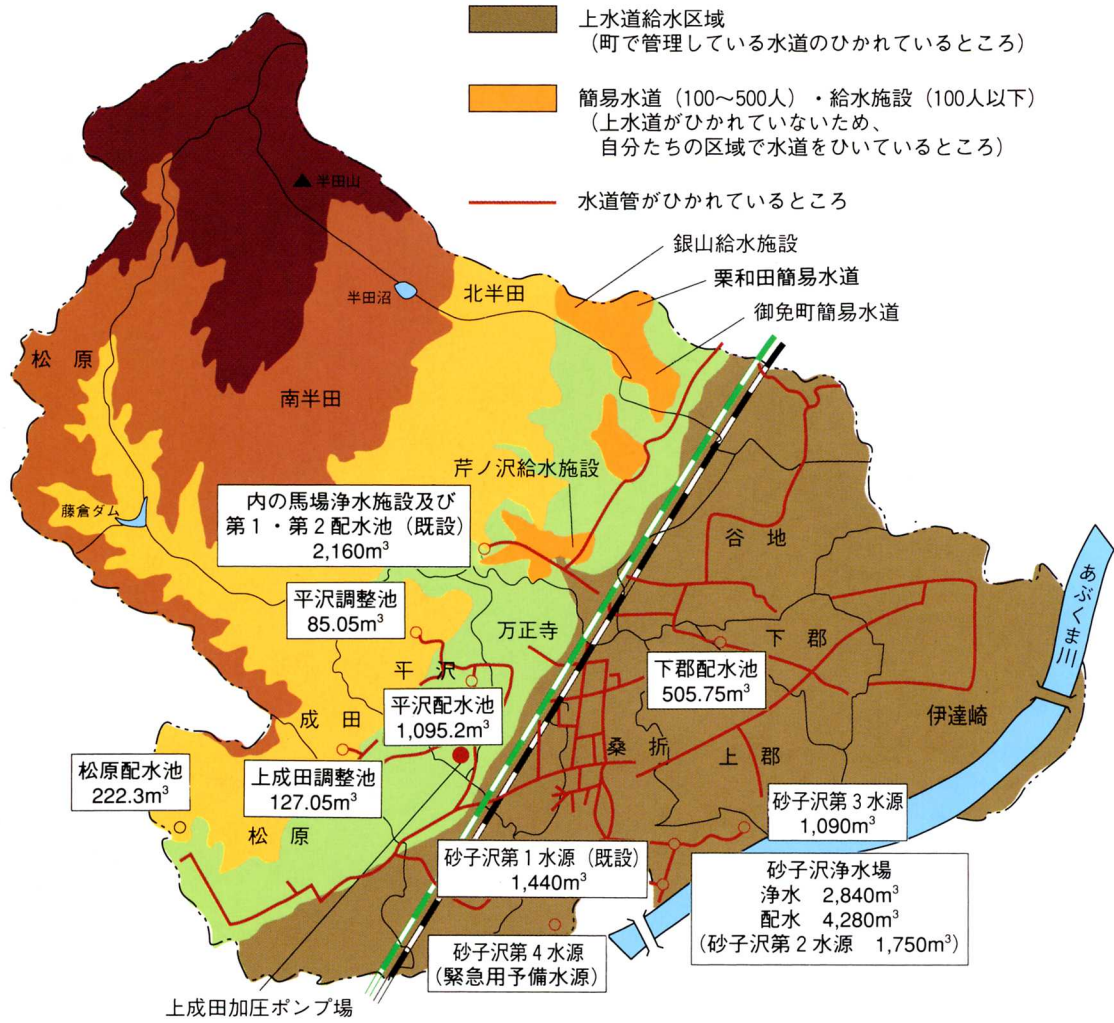 上水道給水区域
（町で管理している水道のひかれているところ）
簡易水道（100〜500人）・給水施設（100人以下）
（上水道がひかれていないため、
自分たちの区域で水道をひいているところ）
水道管がひかれているところ
銀山給水施設
栗和田簡易水道
御免町簡易水道
半田山
半田沼
北半田
松原
南半田
芹ノ沢給水施設
藤倉ダム
内の馬場浄水施設及び
第1・第2配水池（既設）
2,160m³
谷地
あぶくま川
平沢調整池
85.05m³
万正寺
下郡
平沢
下郡配水池
505.75m³
平沢配水池
1,095.2m³
伊達崎
成田
桑折
上郡
松原配水池
222.3m³
上成田調整池
127.05m³
松原
砂子沢第3水源
1,090m³
砂子沢第1水源（既設）
1,440m³
砂子沢浄水場
浄水 2,840m³
配水 4,280m³
（砂子沢第2水源 1,750m³）
砂子沢第4水源
（緊急用予備水源）
上成田加圧ポンプ場